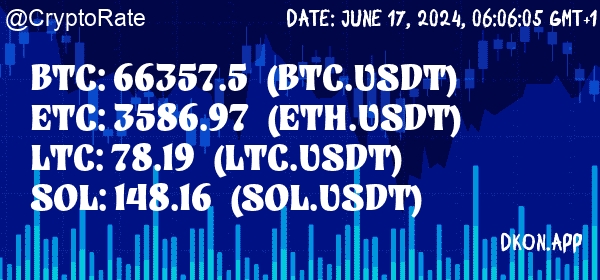 @CryptoRate
DATE: JUNE 17, 2024, 06:06:05 GMT+1
BTC: 66357.5 (BTC.USDT)
ETC: 3586.97 (ETH.USDT)
LTC: 78.19 (LTC.USDT)
SOL: 148.16 (SOL.USDT)
DKON.APP